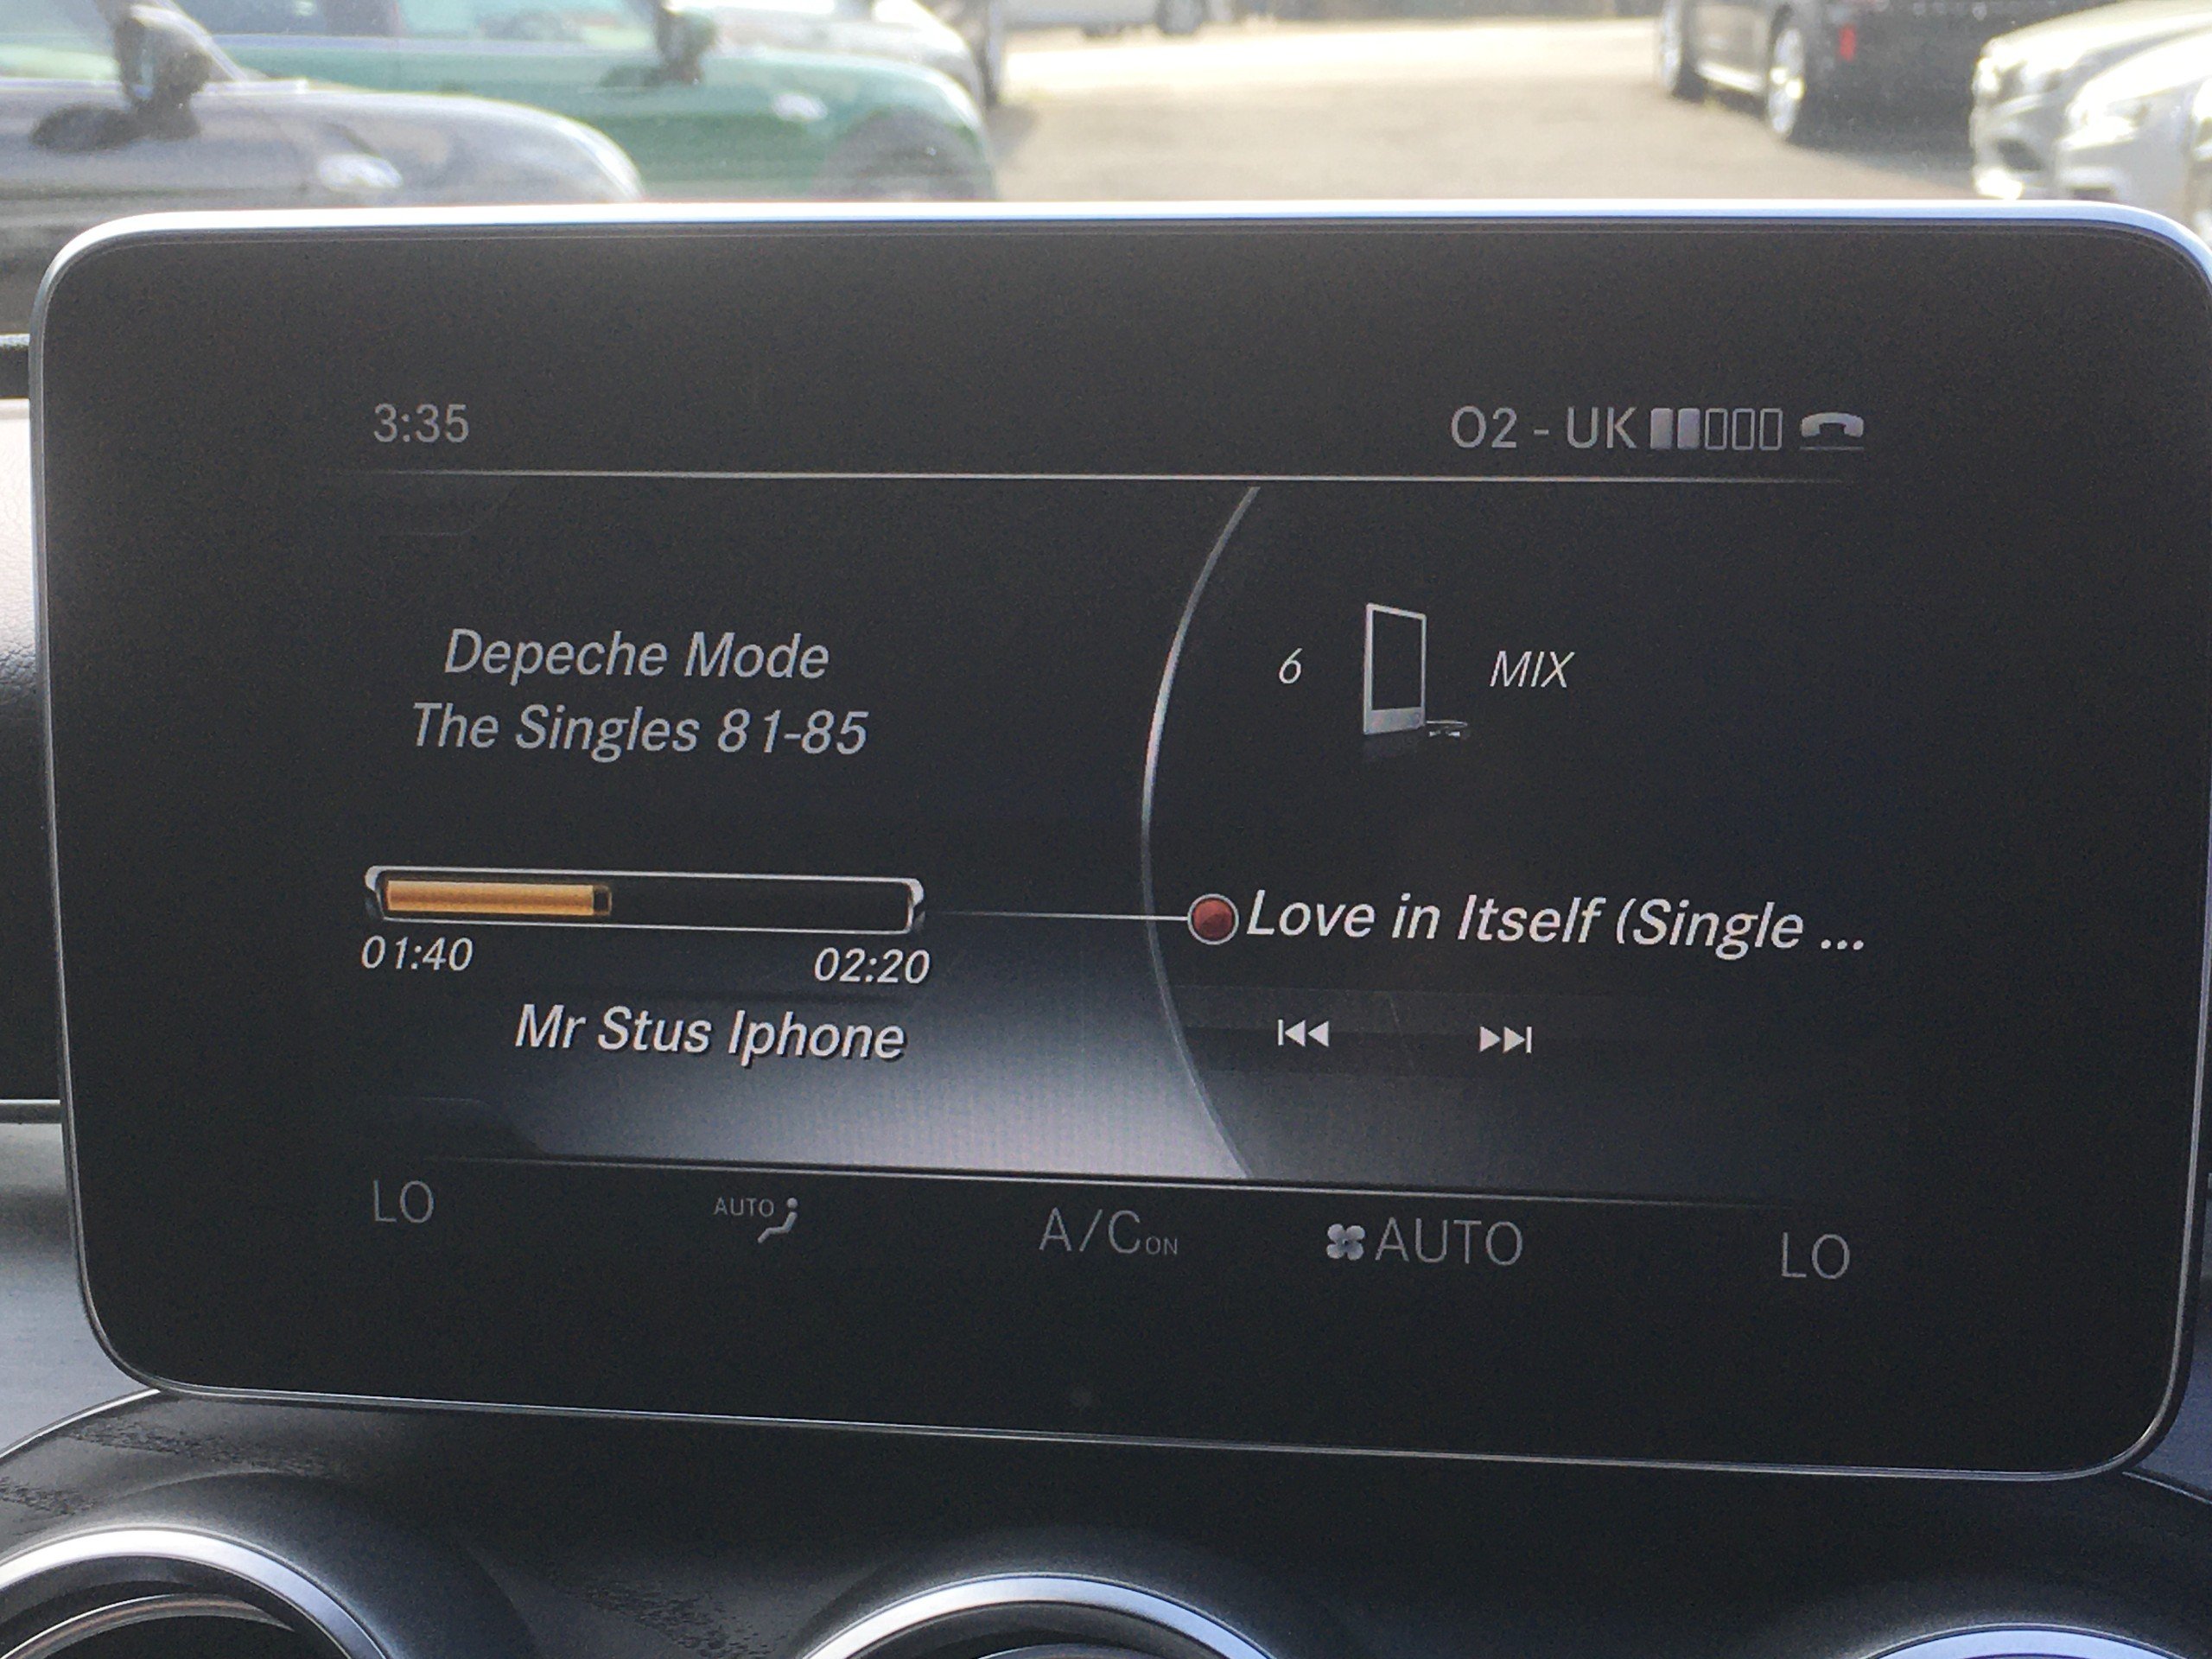 3:35
O2 - UK
Depeche Mode
The Singles 81-85
6
MIX
Love in Itself (Single ...
01:40
02:20
Mr Stus Iphone
LO
AUTO
A/C ON
AUTO
LO